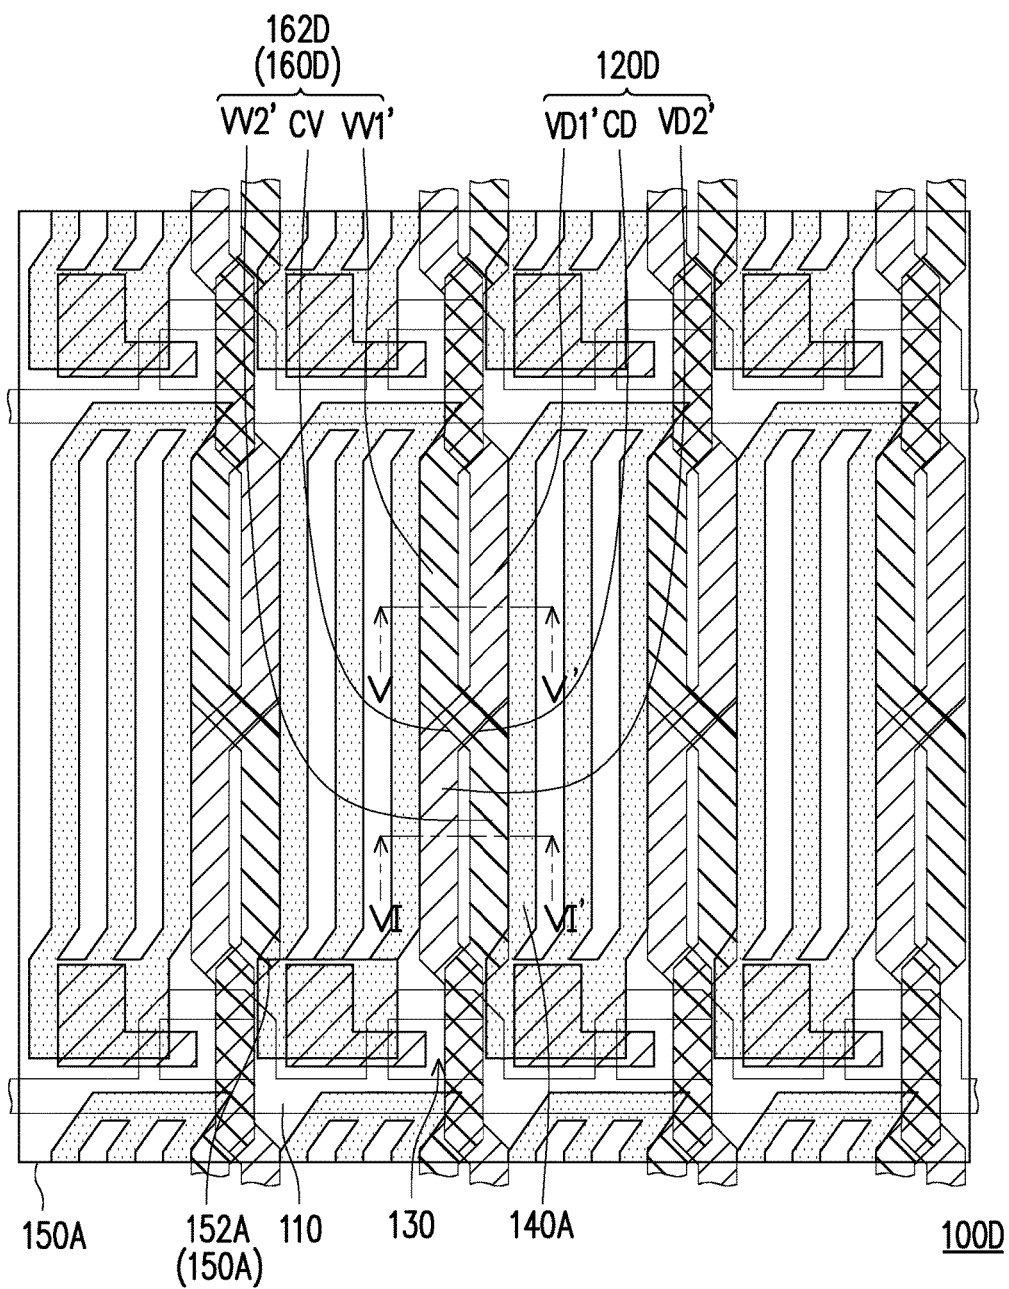 162D
(160D)
120D
VV2' CV VV1'
VD1' CD VD2'
V V'
VI VI'
150A
152A
(150A)
110
130
140A
100D